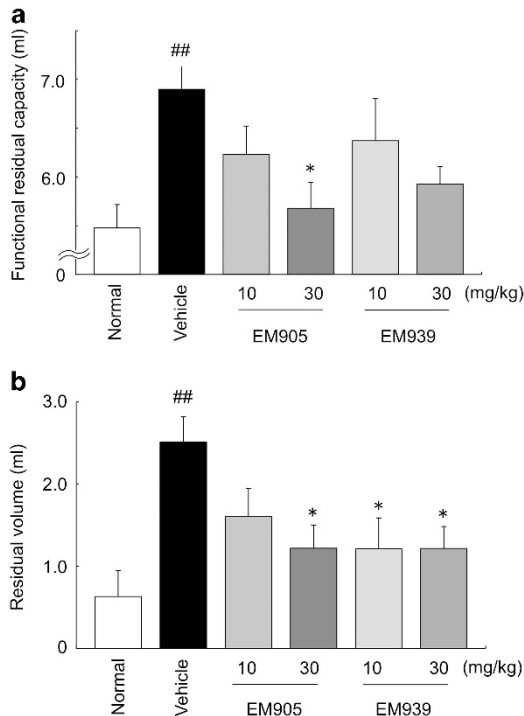 a
Functional residual capacity (ml)
7.0
6.0
0
##
*
Normal
Vehicle
10 30 10 30 (mg/kg)
EM905 EM939
b
Residual volume (ml)
3.0
2.0
1.0
0
##
* * *
Normal
Vehicle
10 30 10 30 (mg/kg)
EM905 EM939